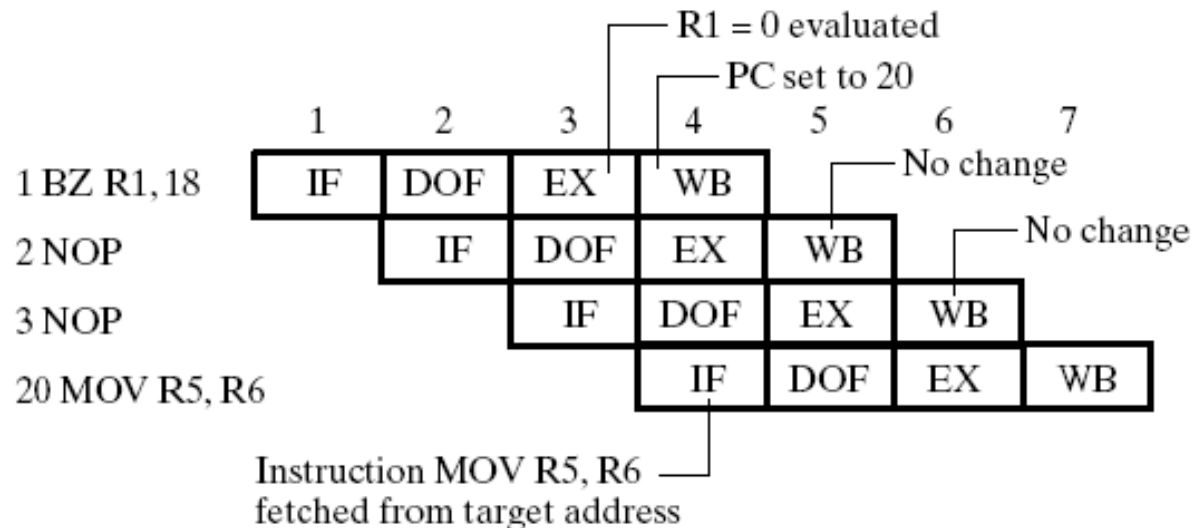 R1 = 0 evaluated
PC set to 20
1 2 3 4 5 6 7
No change
1 BZ R1, 18 IF DOF EX WB
No change
2 NOP IF DOF EX WB
3 NOP IF DOF EX WB
20 MOV R5, R6 IF DOF EX WB
Instruction MOV R5, R6
fetched from target address